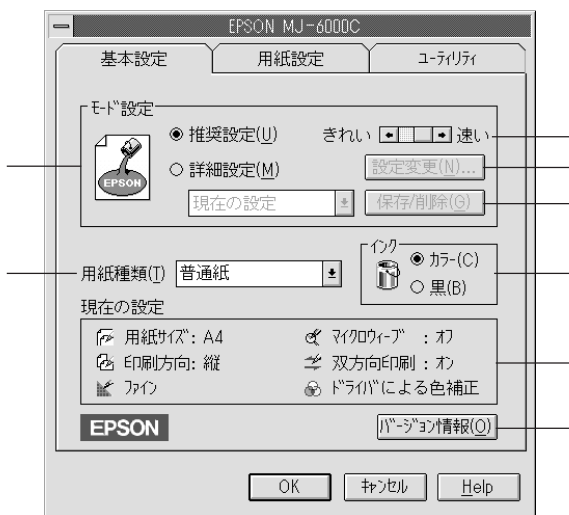 EPSON MJ-6000C
基本設定 用紙設定 ユーティリティ
モード設定
推奨設定(U) きれい 速い
詳細設定(M) 設定変更(N)...
現在の設定 保存/削除(G)
EPSON
インク
カラー(C)
用紙種類(T) 普通紙
黒(B)
現在の設定
用紙サイズ: A4 マイクロウィーブ : オフ
印刷方向: 縦 双方向印刷 : オン
ファイン ドライバによる色補正
EPSON バージョン情報(O)
OK キャンセル Help